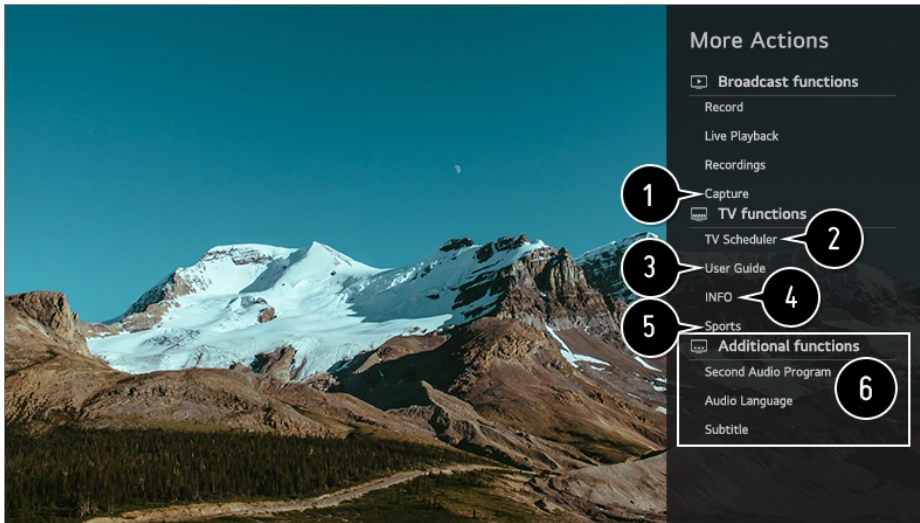 More Actions
Broadcast functions
Record
Live Playback
Recordings
1
Capture
TV functions
TV Scheduler
2
3
User Guide
INFO
4
5
Sports
Additional functions
Second Audio Program
6
Audio Language
Subtitle